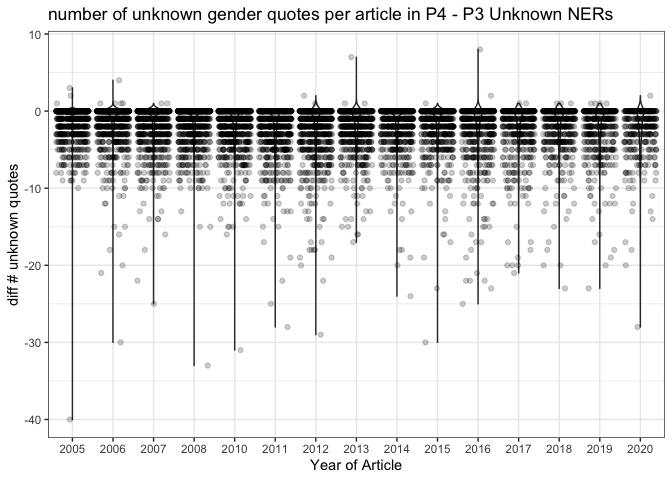 number of unknown gender quotes per article in P4 - P3 Unknown NERs
10
0
-10
-20
-30
-40
diff # unknown quotes
2005 2006 2007 2008 2010 2011 2012 2013 2014 2015 2016 2017 2018 2019 2020
Year of Article